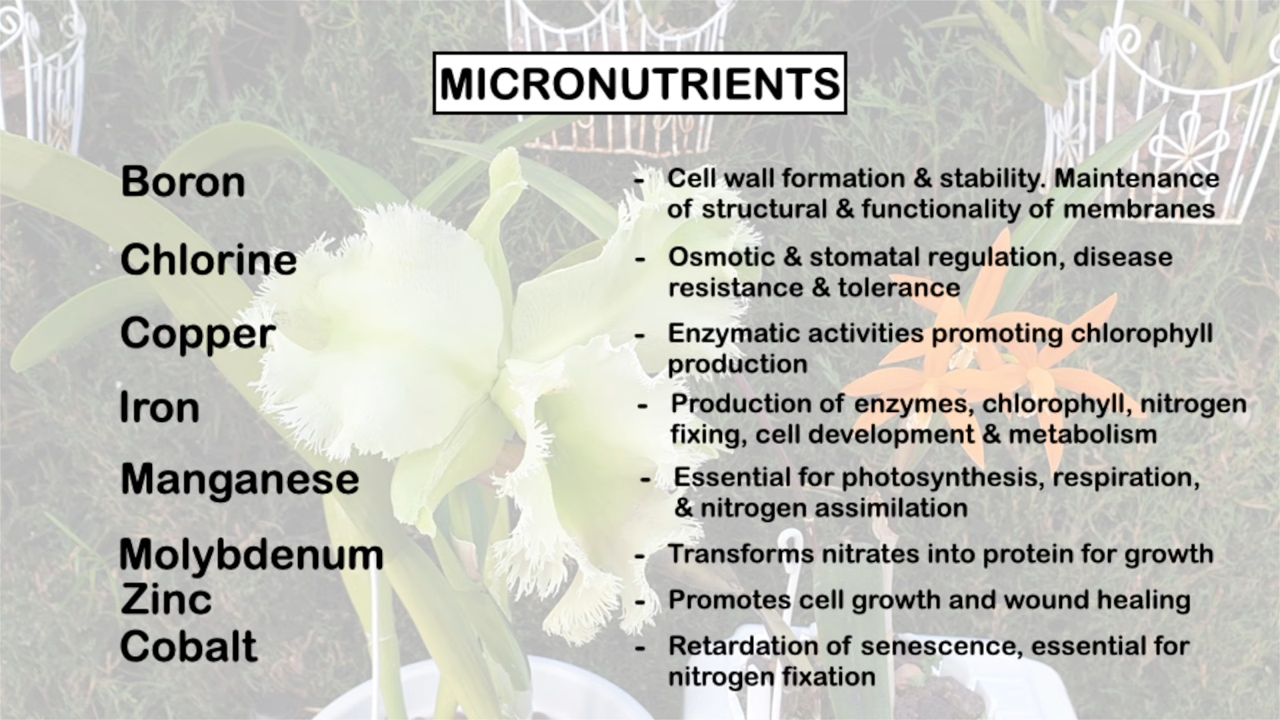 MICRONUTRIENTS
Boron - Cell wall formation & stability. Maintenance
of structural & functionality of membranes
Chlorine - Osmotic & stomatal regulation, disease
resistance & tolerance
Copper - Enzymatic activities promoting chlorophyll
production
Iron - Production of enzymes, chlorophyll, nitrogen
fixing, cell development & metabolism
Manganese - Essential for photosynthesis, respiration,
& nitrogen assimilation
Molybdenum - Transforms nitrates into protein for growth
Zinc - Promotes cell growth and wound healing
Cobalt - Retardation of senescence, essential for
nitrogen fixation